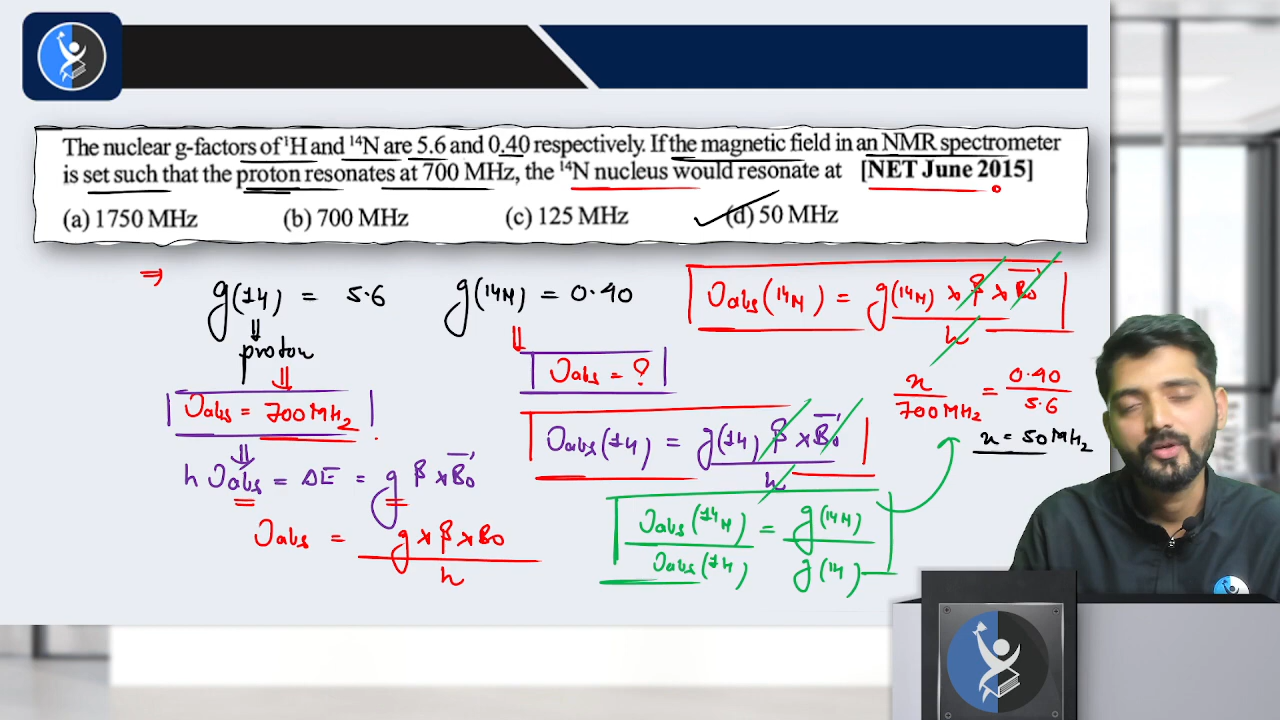 The nuclear g-factors of ¹H and ¹⁴N are 5.6 and 0.40 respectively. If the magnetic field in an NMR spectrometer
is set such that the proton resonates at 700 MHz, the ¹⁴N nucleus would resonate at [NET June 2015]
(a) 1750 MHz (b) 700 MHz (c) 125 MHz (d) 50 MHz
⇒ g(¹H) = 5.6 g(¹⁴N) = 0.40
proton
νabs = 700 MHz
hνabs = ΔE = g β × B₀
νabs = g × β × B₀ / h
νabs = ?
νabs(¹H) = g(¹H) β × B₀ / h
νabs(¹⁴N) / νabs(¹H) = g(¹⁴N) / g(¹H)
νabs(¹⁴N) = g(¹⁴N) × β × B₀ / h
x / 700 MHz = 0.40 / 5.6
x = 50 MHz